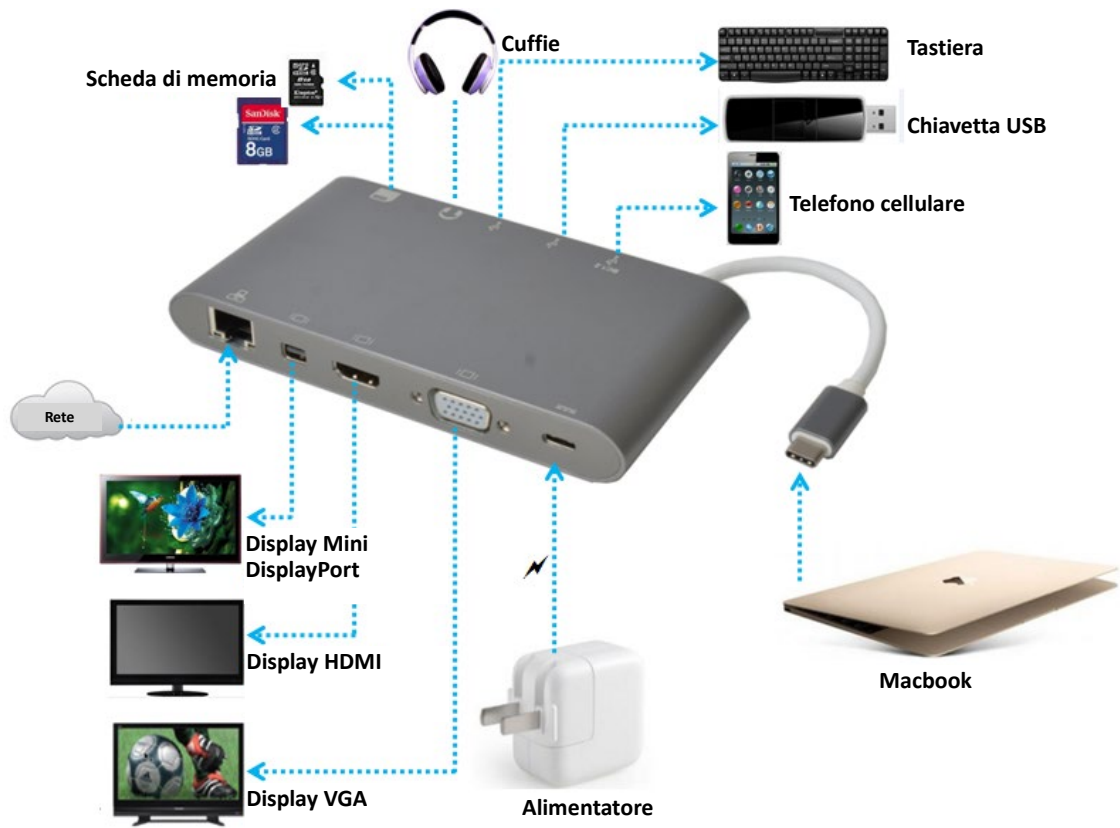 Cuffie
Tastiera
Scheda di memoria
SanDisk
8GB
Chiavetta USB
Telefono cellulare
Rete
Display Mini
DisplayPort
Display HDMI
Display VGA
Alimentatore
Macbook